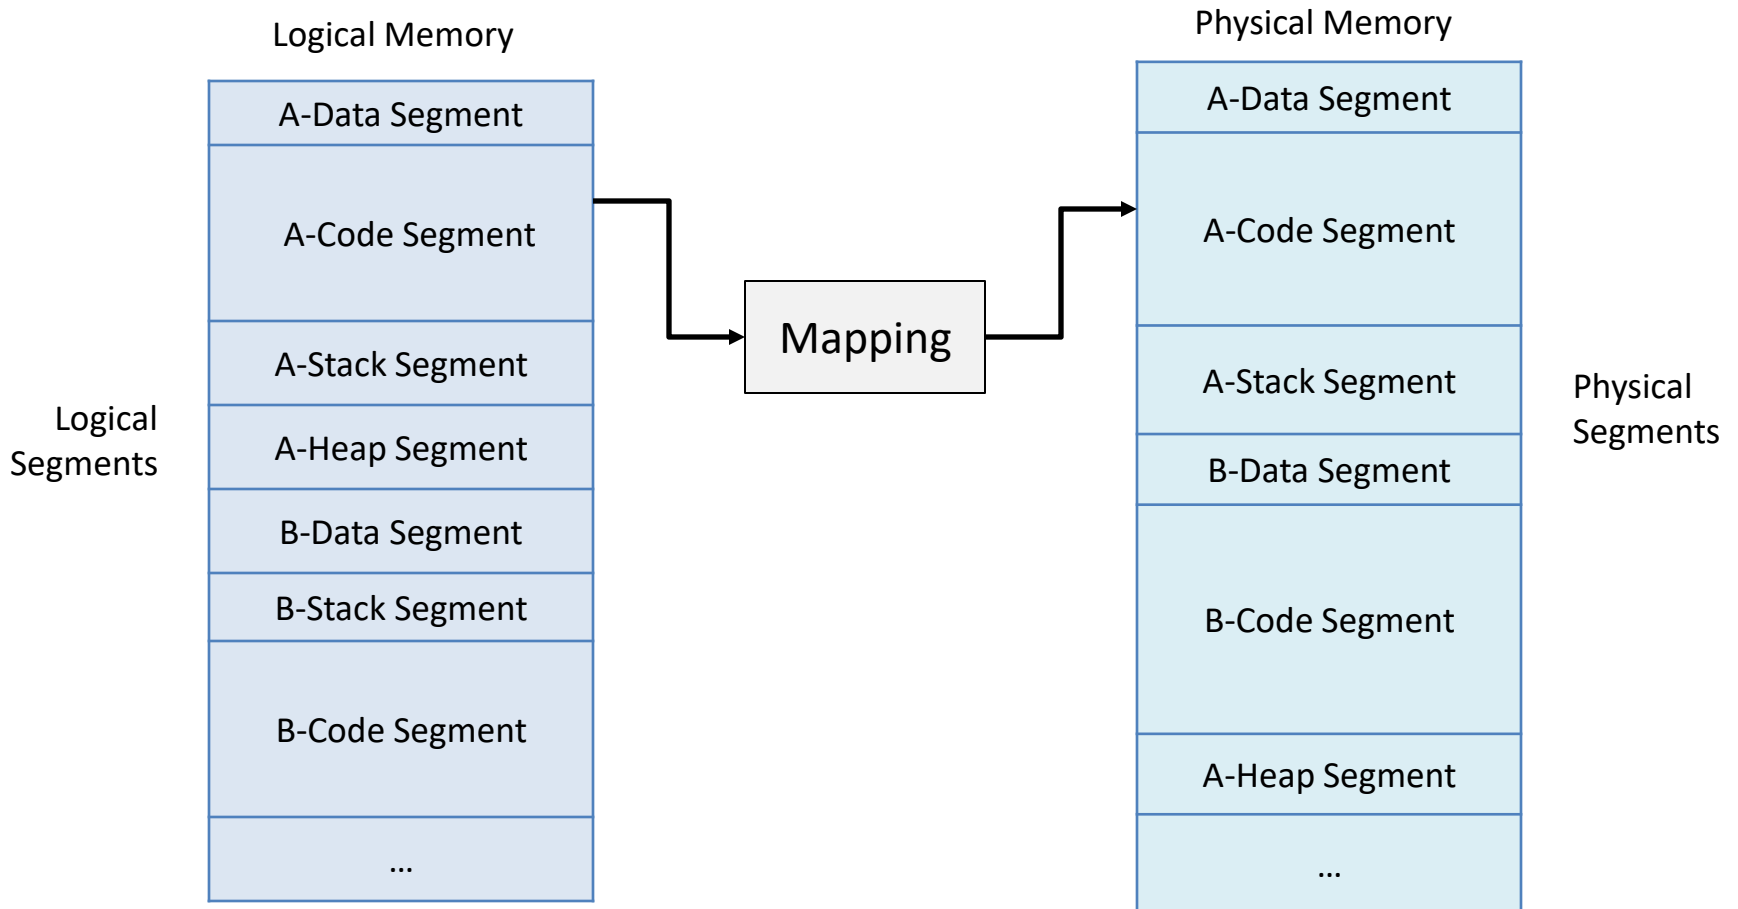 Logical Memory
A-Data Segment
A-Code Segment
A-Stack Segment
A-Heap Segment
B-Data Segment
B-Stack Segment
B-Code Segment
...
Logical
Segments
Mapping
Physical Memory
A-Data Segment
A-Code Segment
A-Stack Segment
B-Data Segment
B-Code Segment
A-Heap Segment
...
Physical
Segments